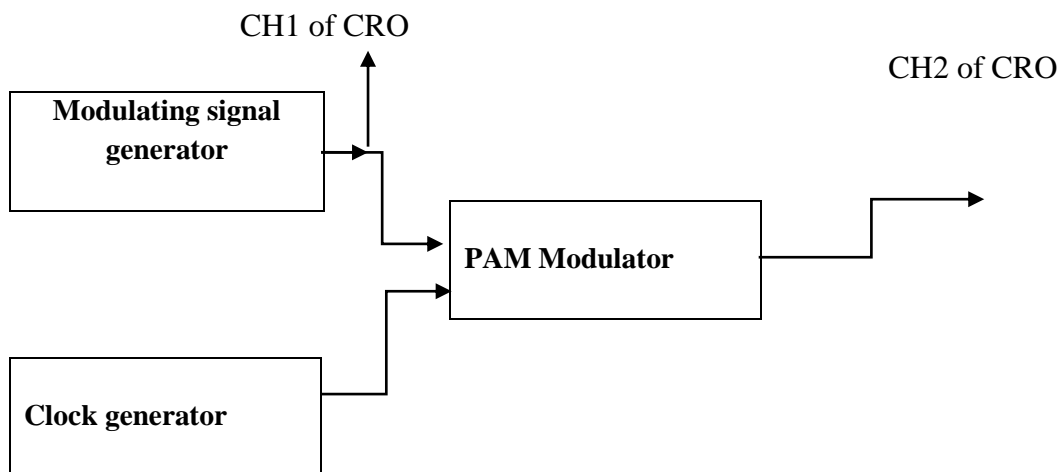 CH1 of CRO
CH2 of CRO
Modulating signal
generator
PAM Modulator
Clock generator